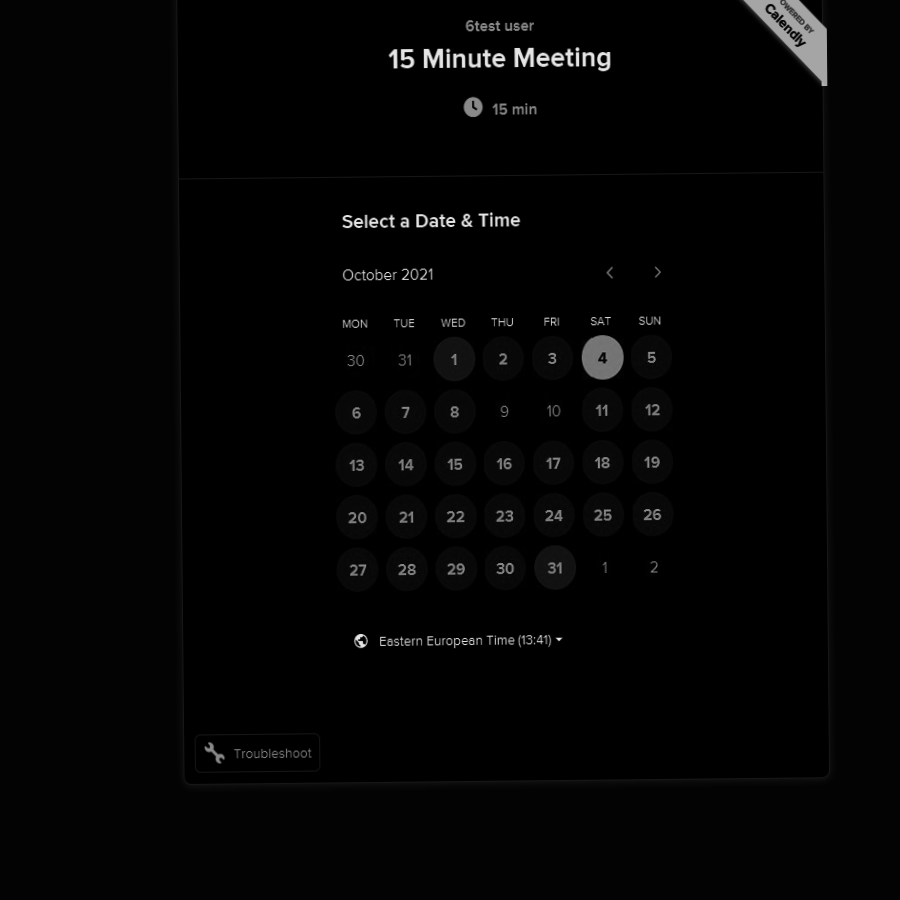 6test user
15 Minute Meeting
15 min
POWERED BY
Calendly
Select a Date & Time
October 2021
MON TUE WED THU FRI SAT SUN
30 31 1 2 3 4 5
6 7 8 9 10 11 12
13 14 15 16 17 18 19
20 21 22 23 24 25 26
27 28 29 30 31 1 2
Eastern European Time (13:41)
Troubleshoot